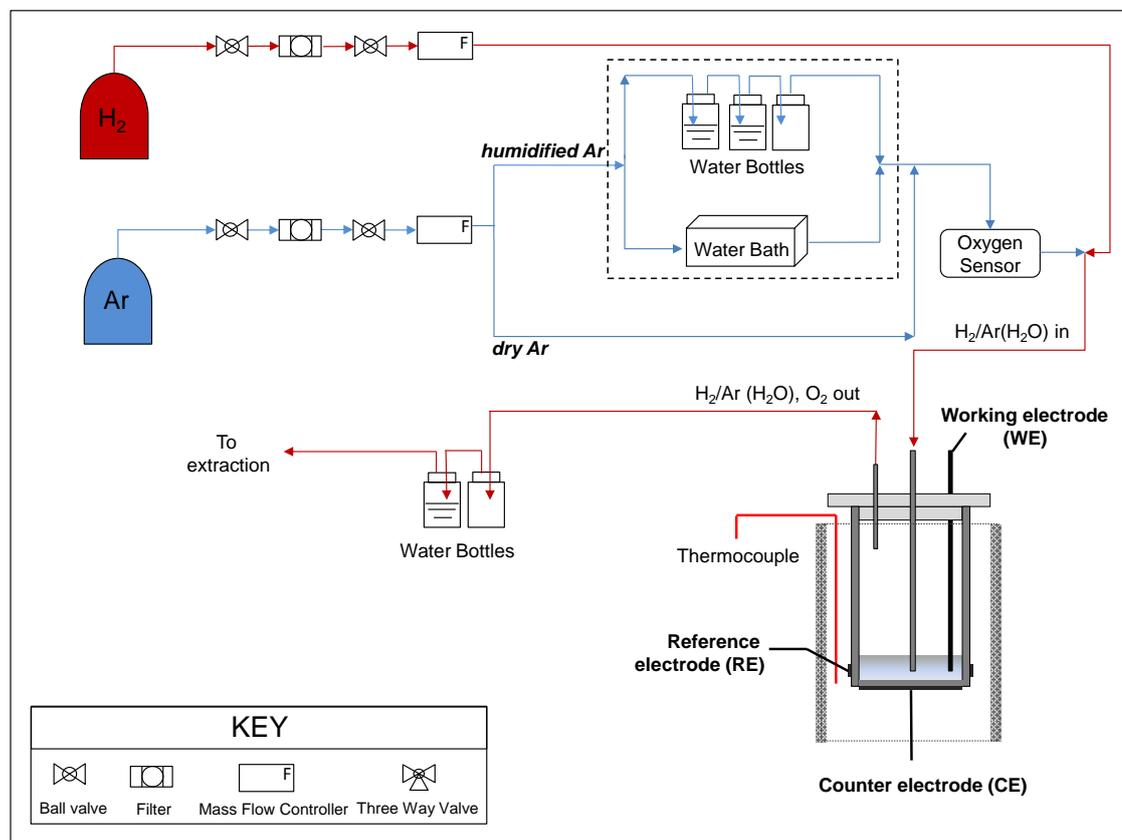 F
H₂
humidified Ar
Water Bottles
F
Water Bath
Oxygen
Sensor
Ar
H₂/Ar(H₂O) in
dry Ar
H₂/Ar (H₂O), O₂ out
Working electrode
(WE)
To
extraction
Water Bottles
Thermocouple
Reference
electrode (RE)
KEY
F
Ball valve
Filter
Mass Flow Controller
Three Way Valve
Counter electrode (CE)